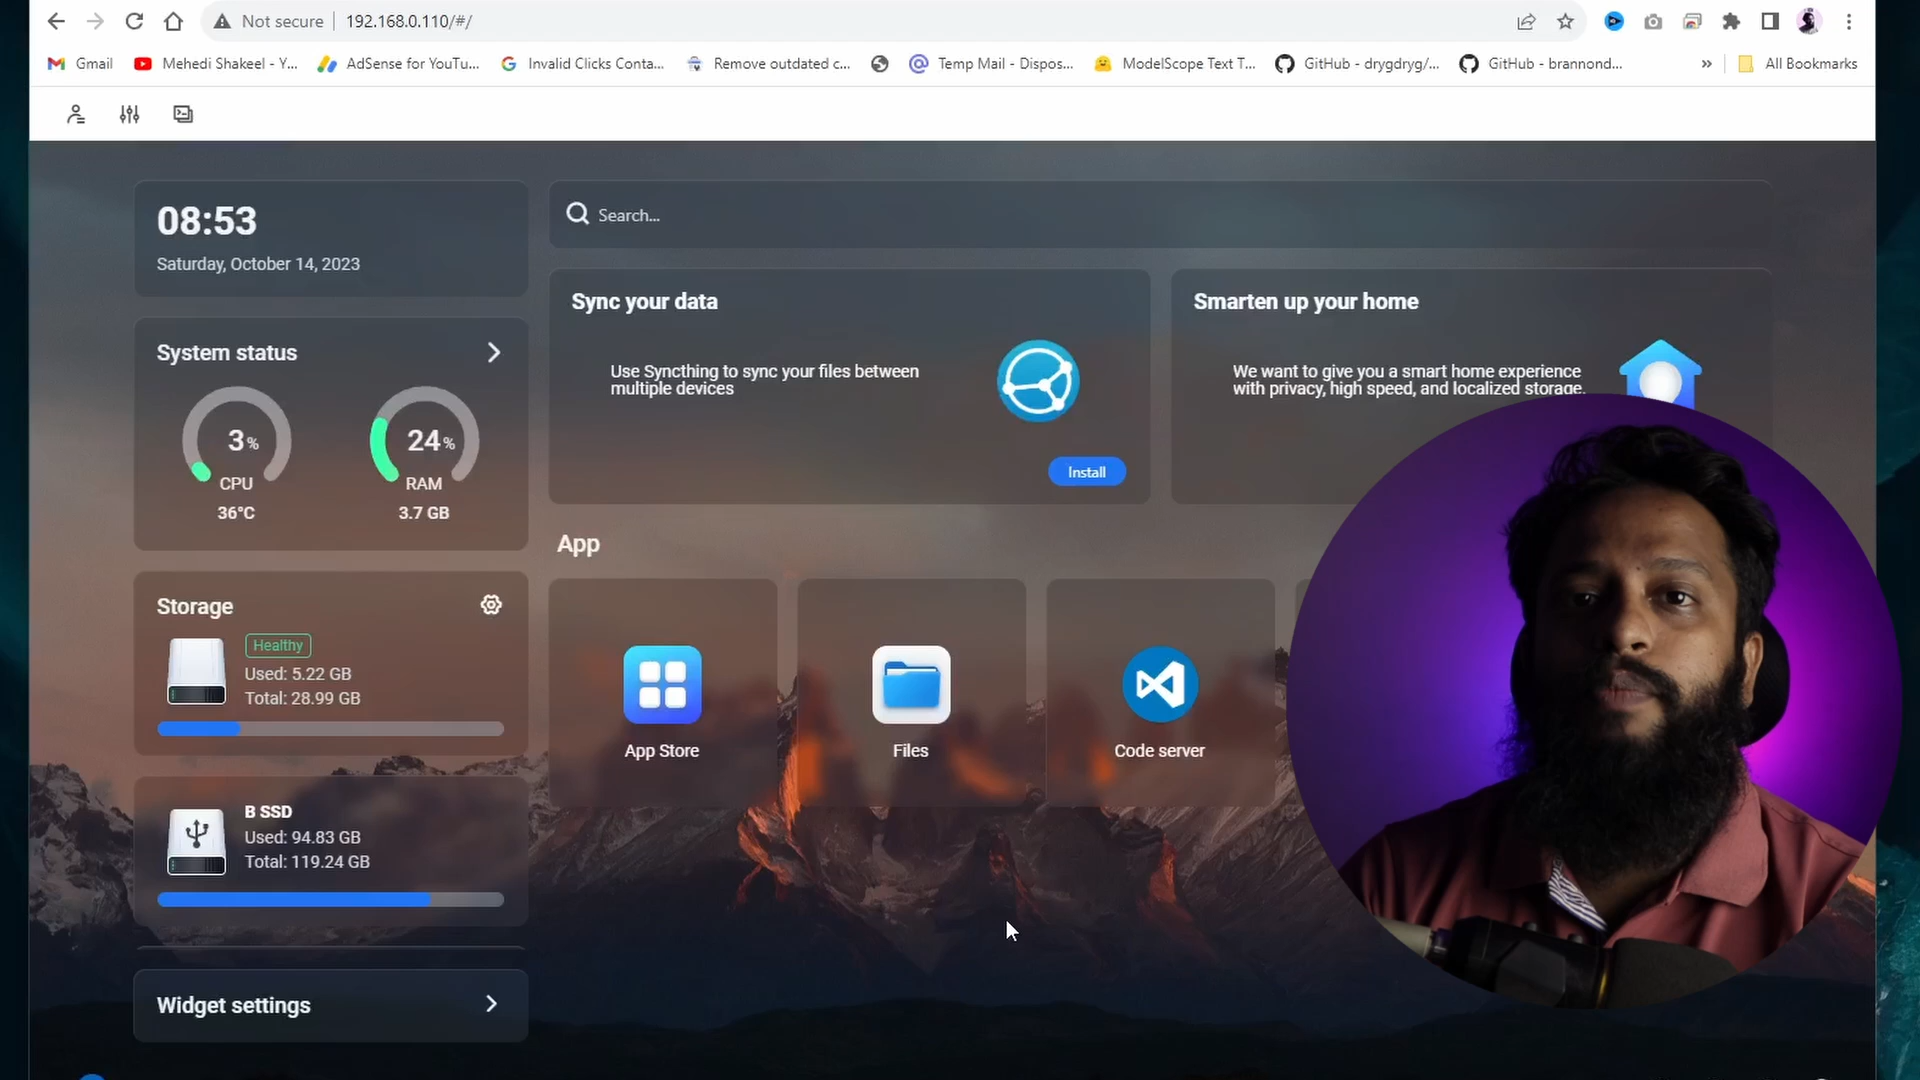 Not secure
192.168.0.110/#/
Gmail
Mehedi Shakeel - Y...
AdSense for YouTu...
Invalid Clicks Conta...
Remove outdated c...
Temp Mail - Dispos...
ModelScope Text T...
GitHub - drygdryg/...
GitHub - brannond...
»
All Bookmarks
08:53
Saturday, October 14, 2023
Search...
System status
3%
CPU
36°C
24%
RAM
3.7 GB
Sync your data
Use Syncthing to sync your files between
multiple devices
Install
Smarten up your home
We want to give you a smart home experience
with privacy, high speed, and localized storage.
Storage
Healthy
Used: 5.22 GB
Total: 28.99 GB
B SSD
Used: 94.83 GB
Total: 119.24 GB
Widget settings
App
App Store
Files
Code server